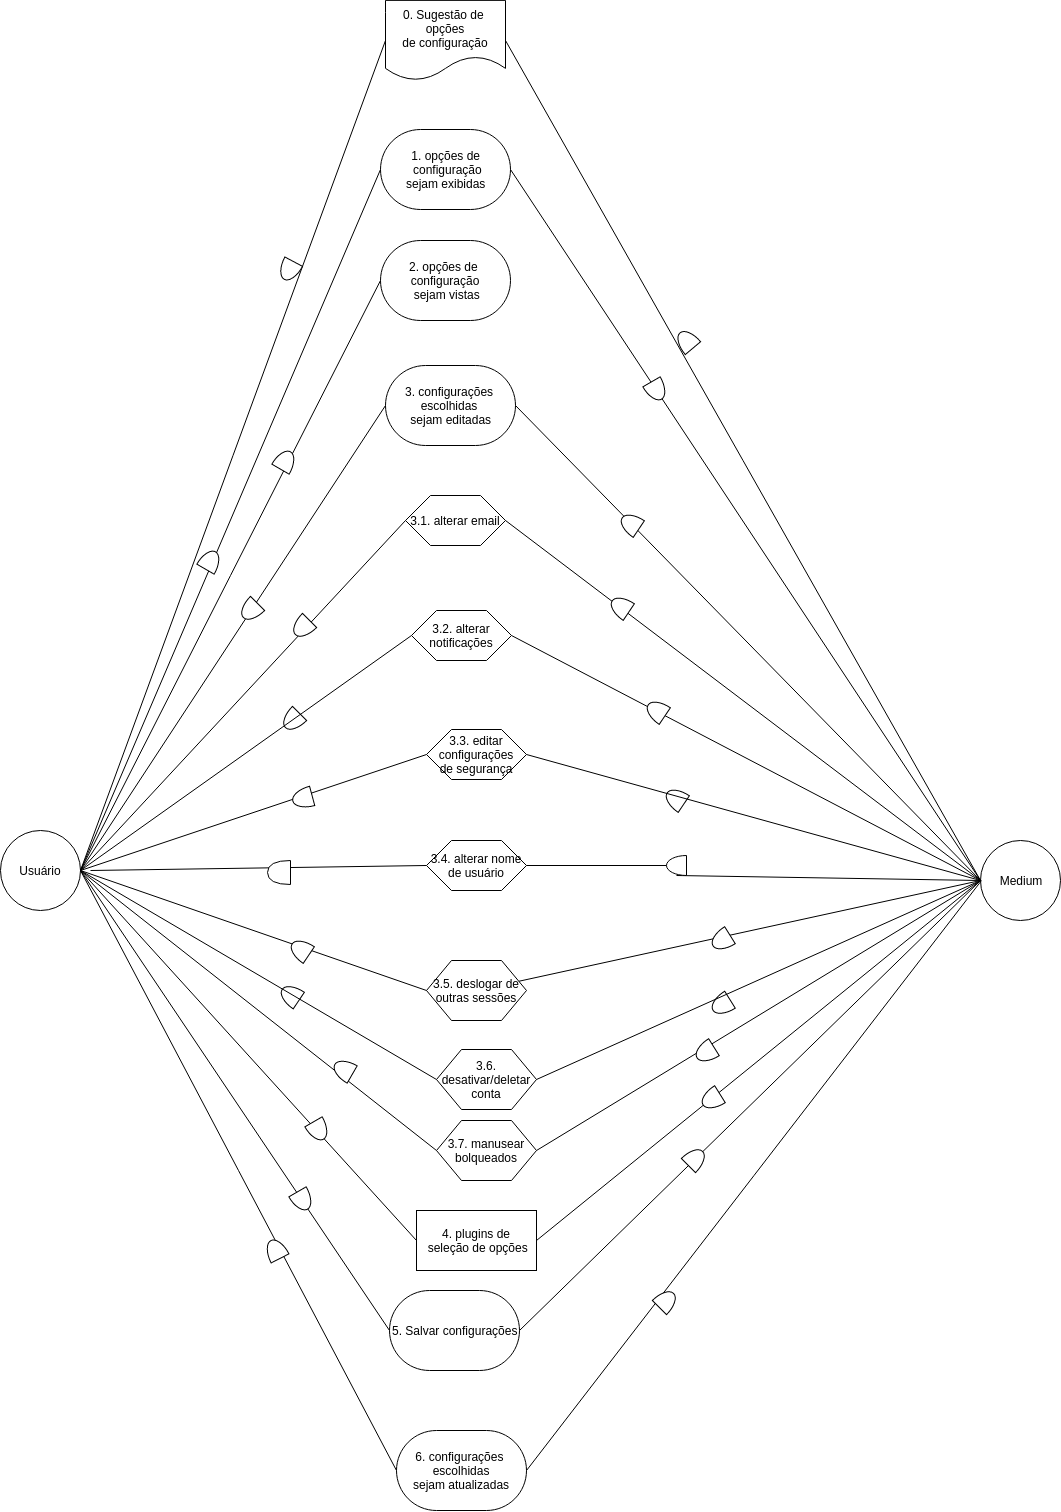 0. Sugestão de
opções
de configuração
1. opções de
configuração
sejam exibidas
2. opções de
configuração
sejam vistas
3. configurações
escolhidas
sejam editadas
3.1. alterar email
3.2. alterar
notificações
3.3. editar
configurações
de segurança
Usuário
3.4. alterar nome
de usuário
Medium
3.5. deslogar de
outras sessões
3.6.
desativar/deletar
conta
3.7. manusear
bolqueados
4. plugins de
seleção de opções
5. Salvar configurações
6. configurações
escolhidas
sejam atualizadas